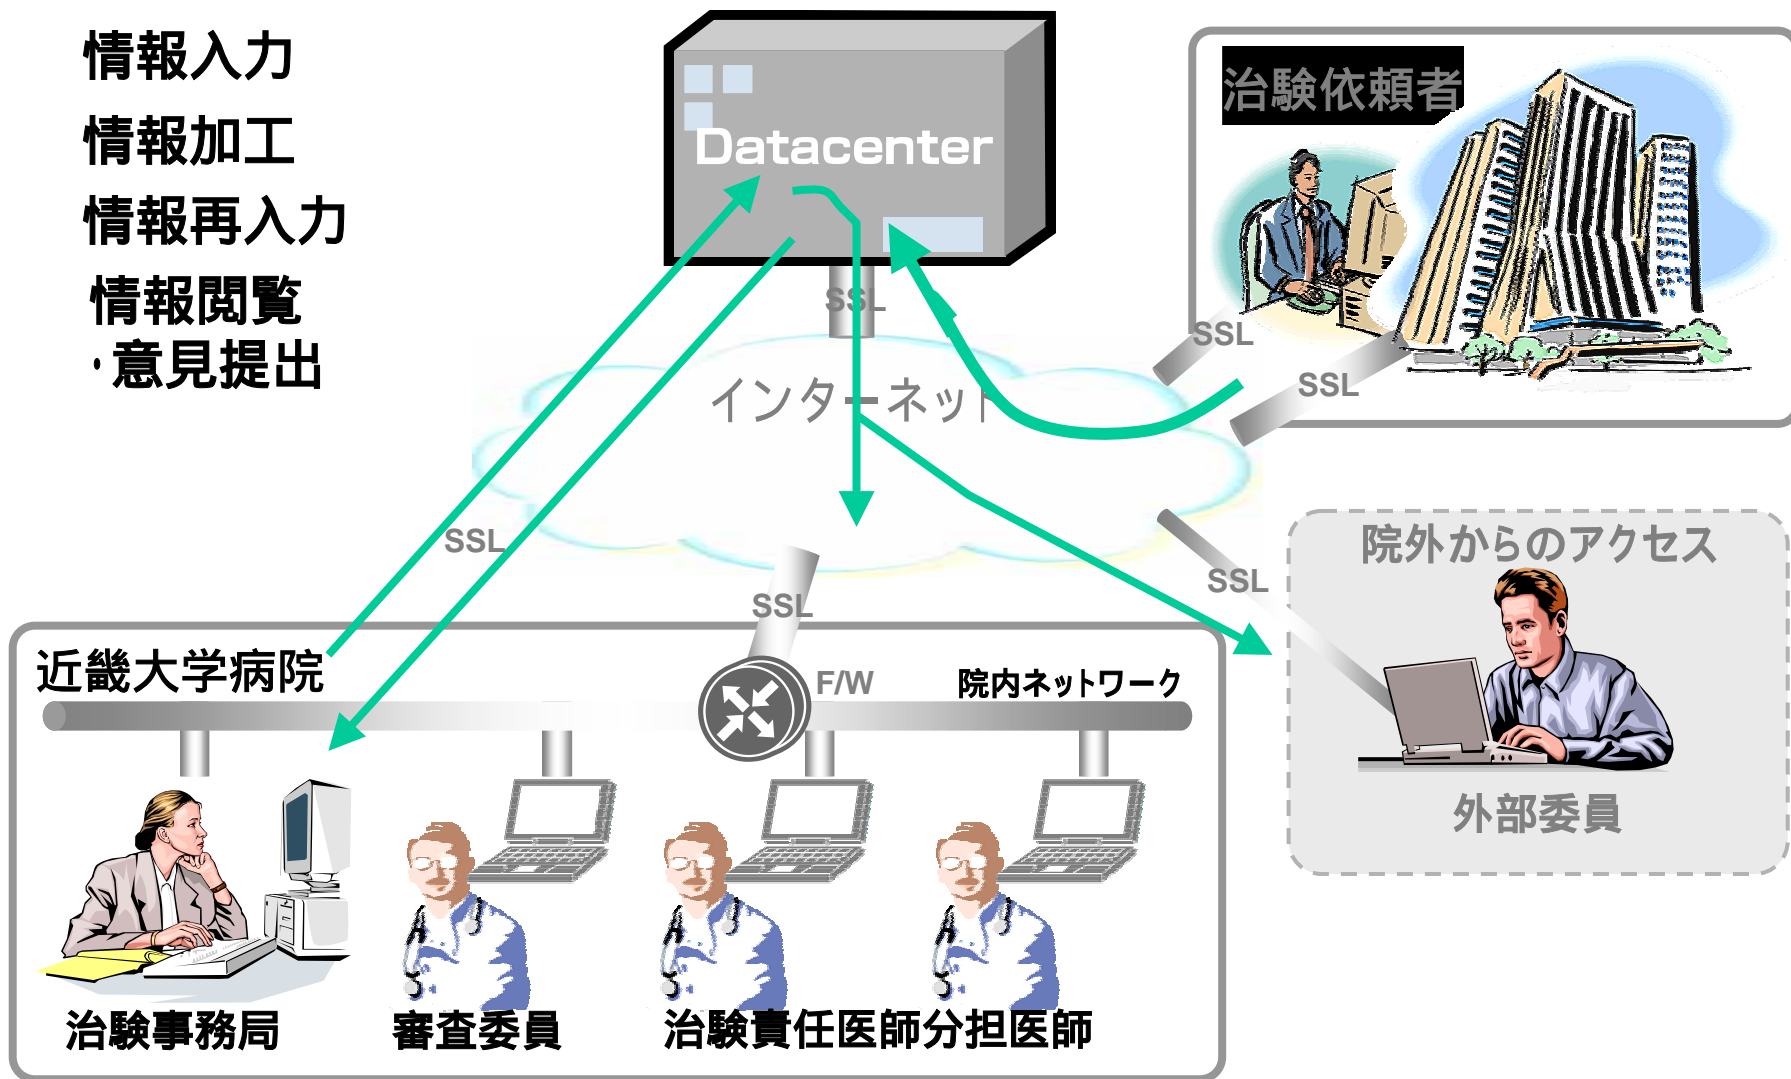 情報入力
情報加工
情報再入力
情報閲覧
・意見提出
Datacenter
治験依頼者
SSL
SSL
SSL
インターネット
SSL
SSL
SSL
院外からのアクセス
外部委員
近畿大学病院
F/W
院内ネットワーク
治験事務局
審査委員
治験責任医師分担医師